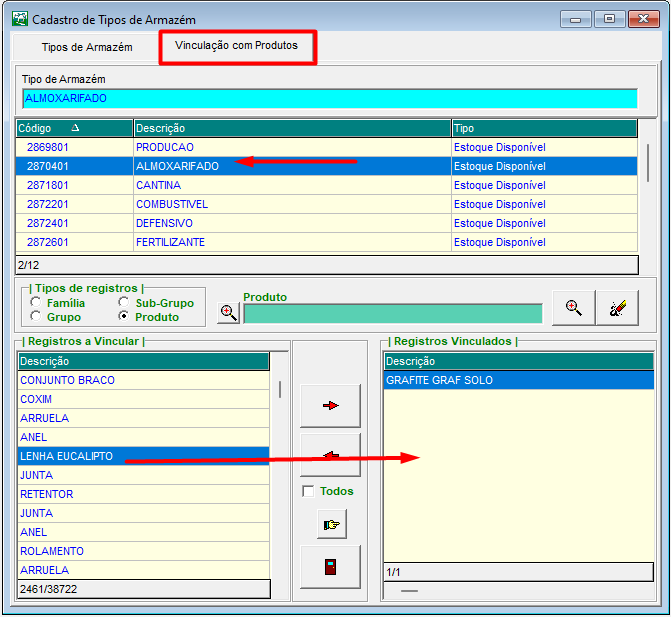 Cadastro de Tipos de Armazém
Tipos de Armazém
Vinculação com Produtos
Tipo de Armazém
ALMOXARIFADO
Código Descrição Tipo
2869801 PRODUCAO Estoque Disponível
2870401 ALMOXARIFADO Estoque Disponível
2871801 CANTINA Estoque Disponível
2872201 COMBUSTIVEL Estoque Disponível
2872401 DEFENSIVO Estoque Disponível
2872601 FERTILIZANTE Estoque Disponível
2/12
Tipos de registros
Família Sub-Grupo
Grupo Produto
Produto
Registros a Vincular
Descrição
CONJUNTO BRACO
COXIM
ARRUELA
ANEL
LENHA EUCALIPTO
JUNTA
RETENTOR
JUNTA
ANEL
ROLAMENTO
ARRUELA
2461/38722
Todos
Registros Vinculados
Descrição
GRAFITE GRAF SOLO
1/1